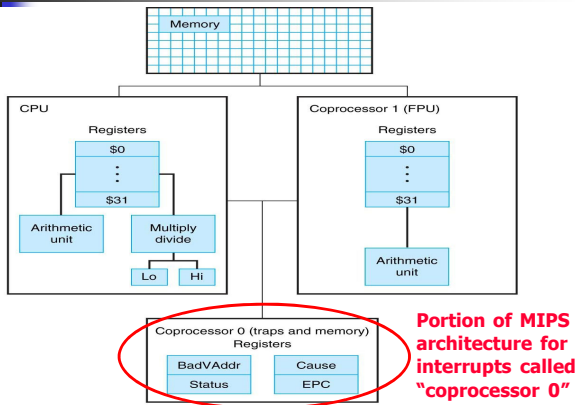 Memory
CPU
Registers
$0
$31
Arithmetic
unit
Multiply
divide
Lo
Hi
Coprocessor 1 (FPU)
Registers
$0
$31
Arithmetic
unit
Coprocessor 0 (traps and memory)
Registers
BadVAddr
Cause
Status
EPC
Portion of MIPS
architecture for
interrupts called
“coprocessor 0”